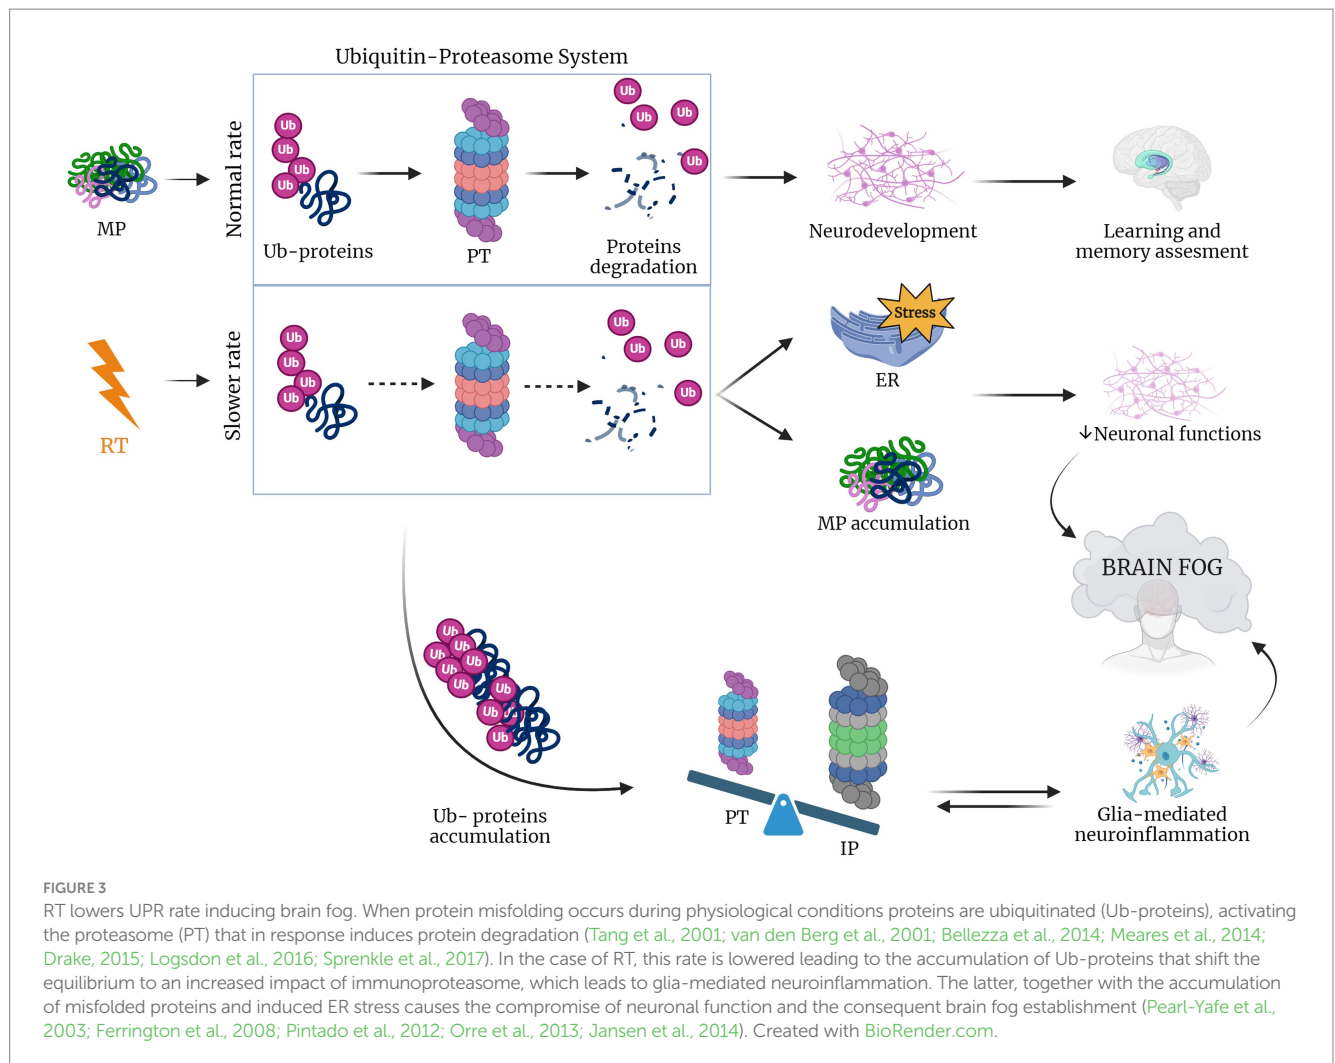 Ubiquitin-Proteasome System
Normal rate
MP
Ub
Ub
Ub
Ub
Ub-proteins
PT
Ub
Ub
Ub
Ub
Proteins
degradation
Neurodevelopment
Learning and
memory assesment
RT
Slower rate
Ub
Ub
Ub
Ub
Ub
Ub
Ub
Ub
Stress
ER
MP accumulation
↓Neuronal functions
BRAIN FOG
Ub
Ub
Ub
Ub
Ub
Ub
Ub
Ub
Ub
Ub- proteins
accumulation
PT
IP
Glia-mediated
neuroinflammation
FIGURE 3
RT lowers UPR rate inducing brain fog. When protein misfolding occurs during physiological conditions proteins are ubiquitinated (Ub-proteins), activating
the proteasome (PT) that in response induces protein degradation (Tang et al., 2001; van den Berg et al., 2001; Bellezza et al., 2014; Meares et al., 2014;
Drake, 2015; Logsdon et al., 2016; Sprenkle et al., 2017). In the case of RT, this rate is lowered leading to the accumulation of Ub-proteins that shift the
equilibrium to an increased impact of immunoproteasome, which leads to glia-mediated neuroinflammation. The latter, together with the accumulation
of misfolded proteins and induced ER stress causes the compromise of neuronal function and the consequent brain fog establishment (Pearl-Yafe et al.,
2003; Ferrington et al., 2008; Pintado et al., 2012; Orre et al., 2013; Jansen et al., 2014). Created with BioRender.com.